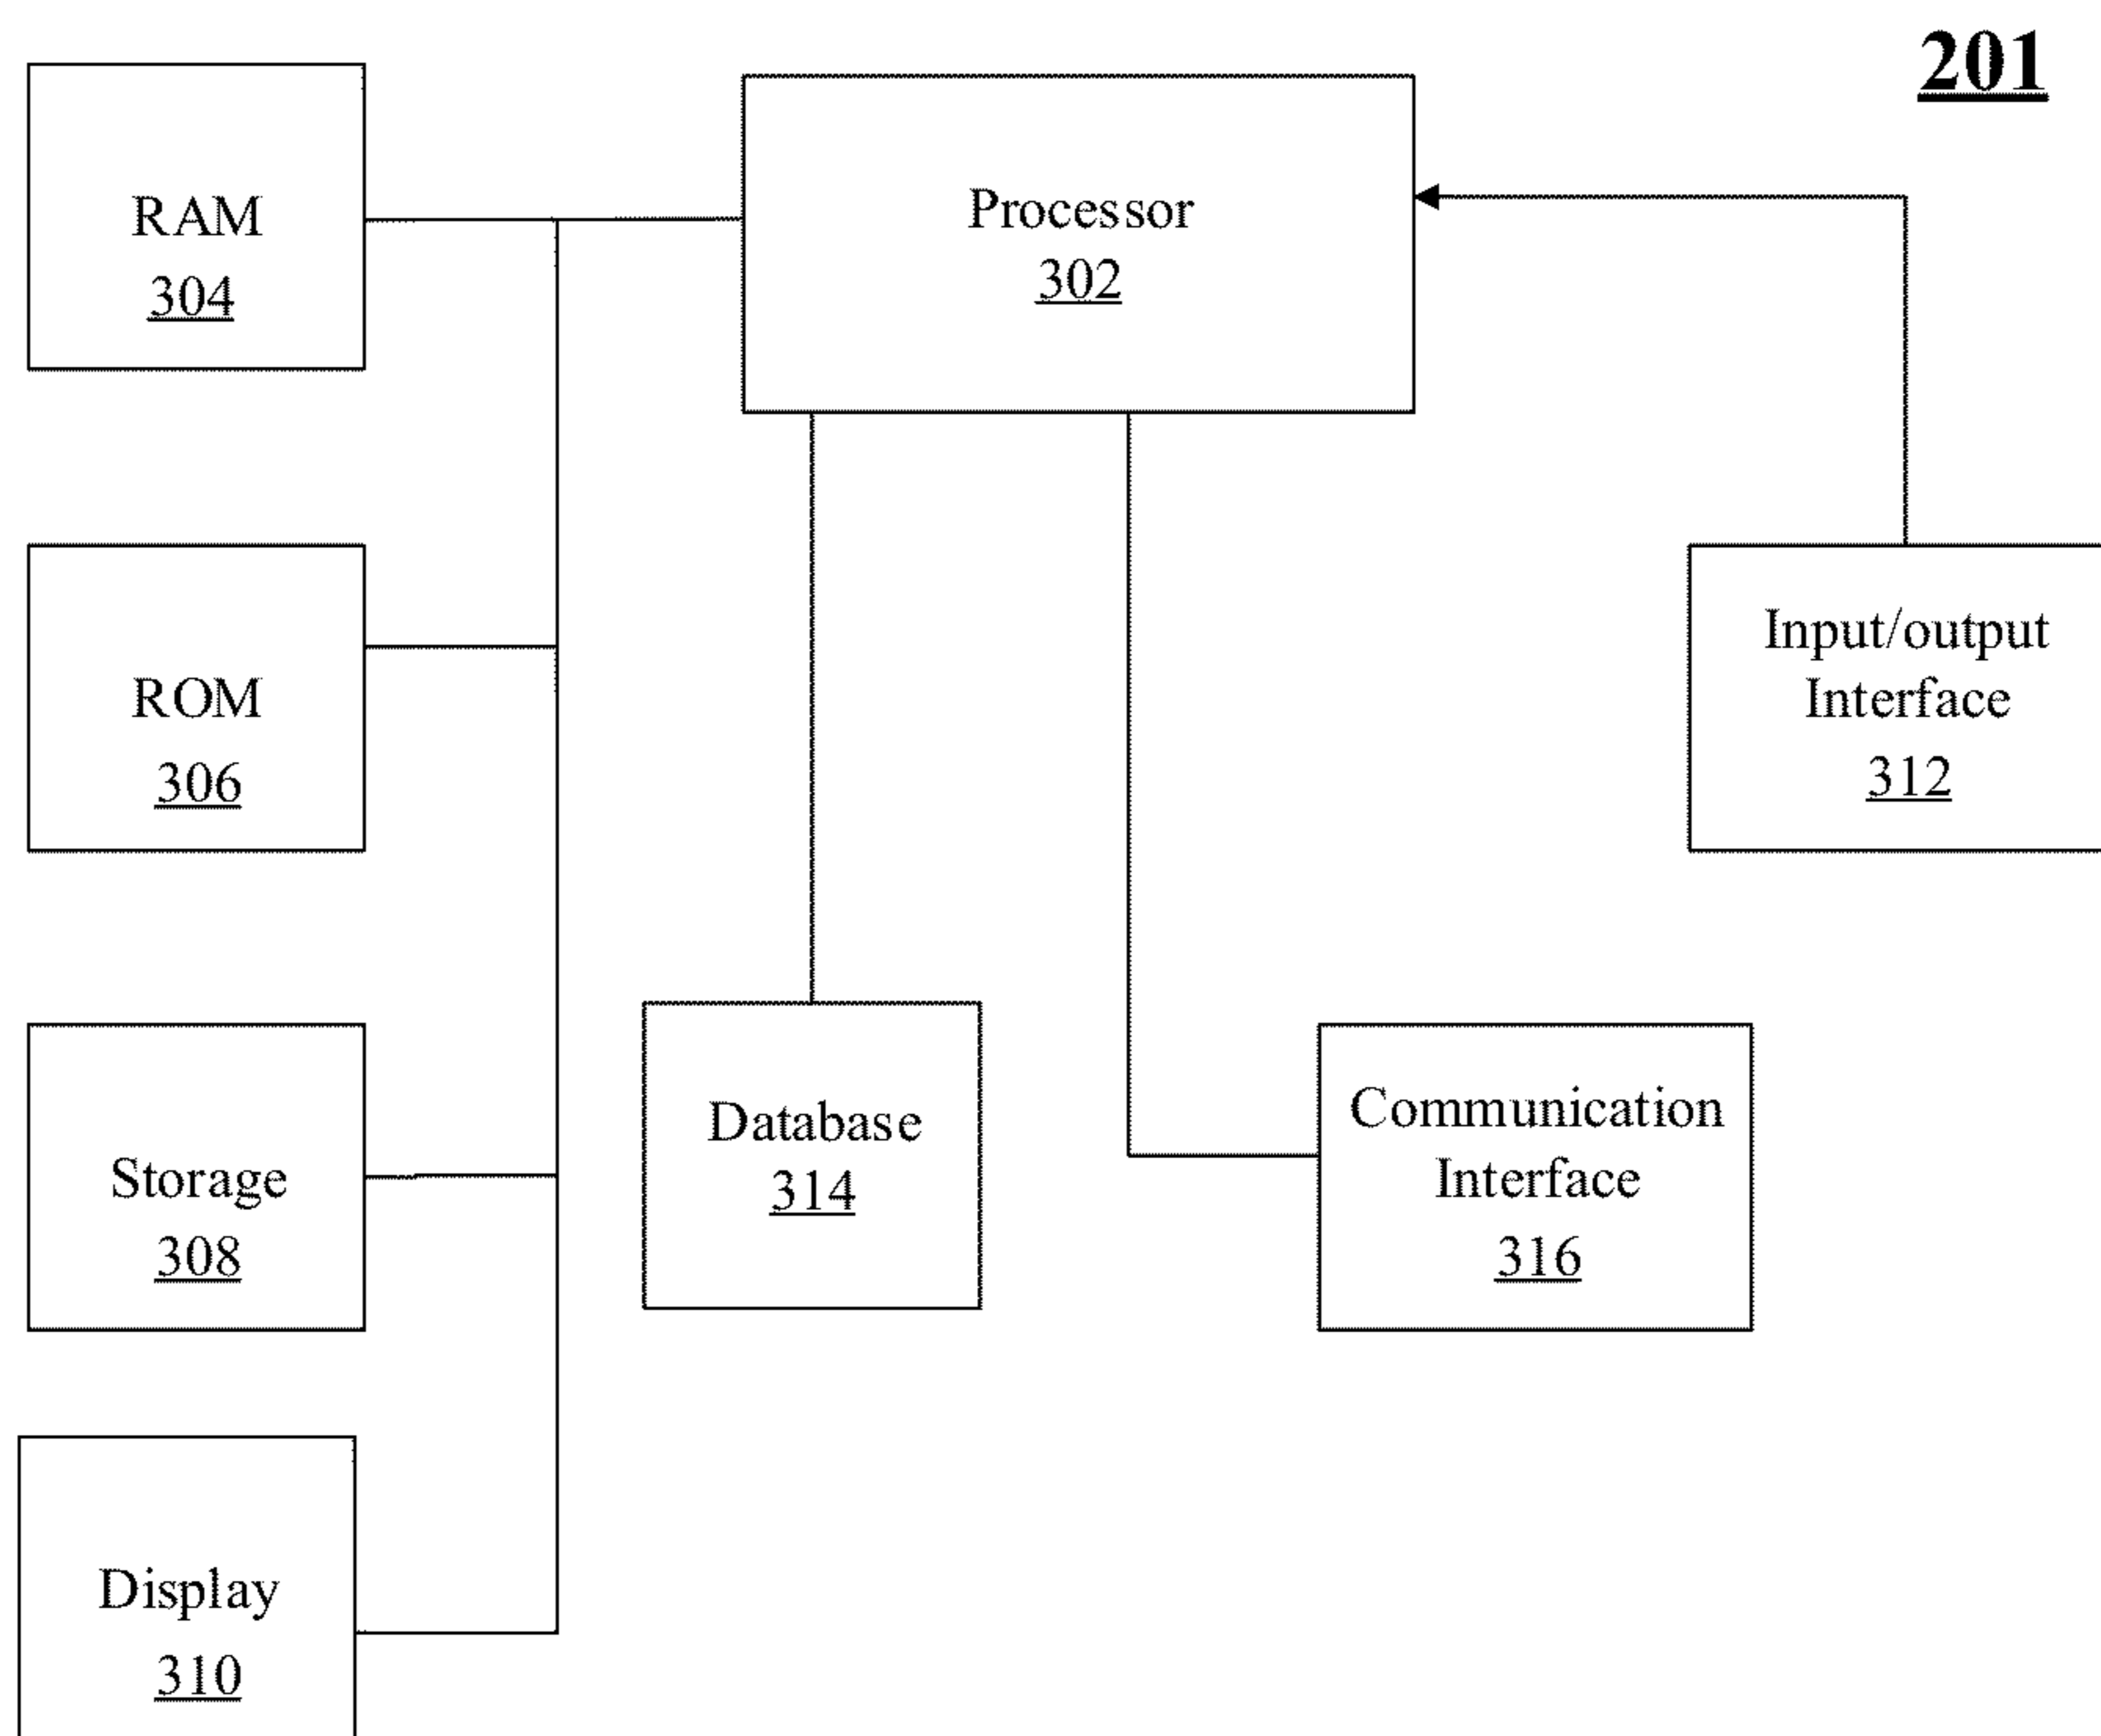 201
RAM
304
Processor
302
ROM
306
Input/output
Interface
312
Storage
308
Database
314
Communication
Interface
316
Display
310